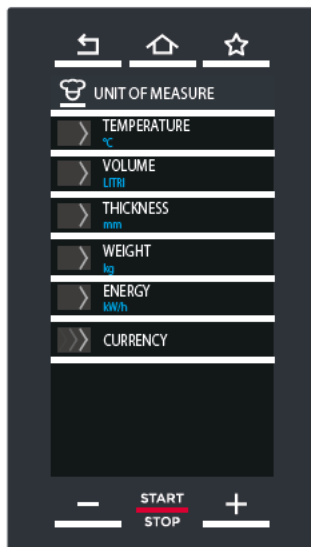 UNIT OF MEASURE
TEMPERATURE
°C
VOLUME
LITRI
THICKNESS
mm
WEIGHT
kg
ENERGY
kW/h
CURRENCY
START
STOP